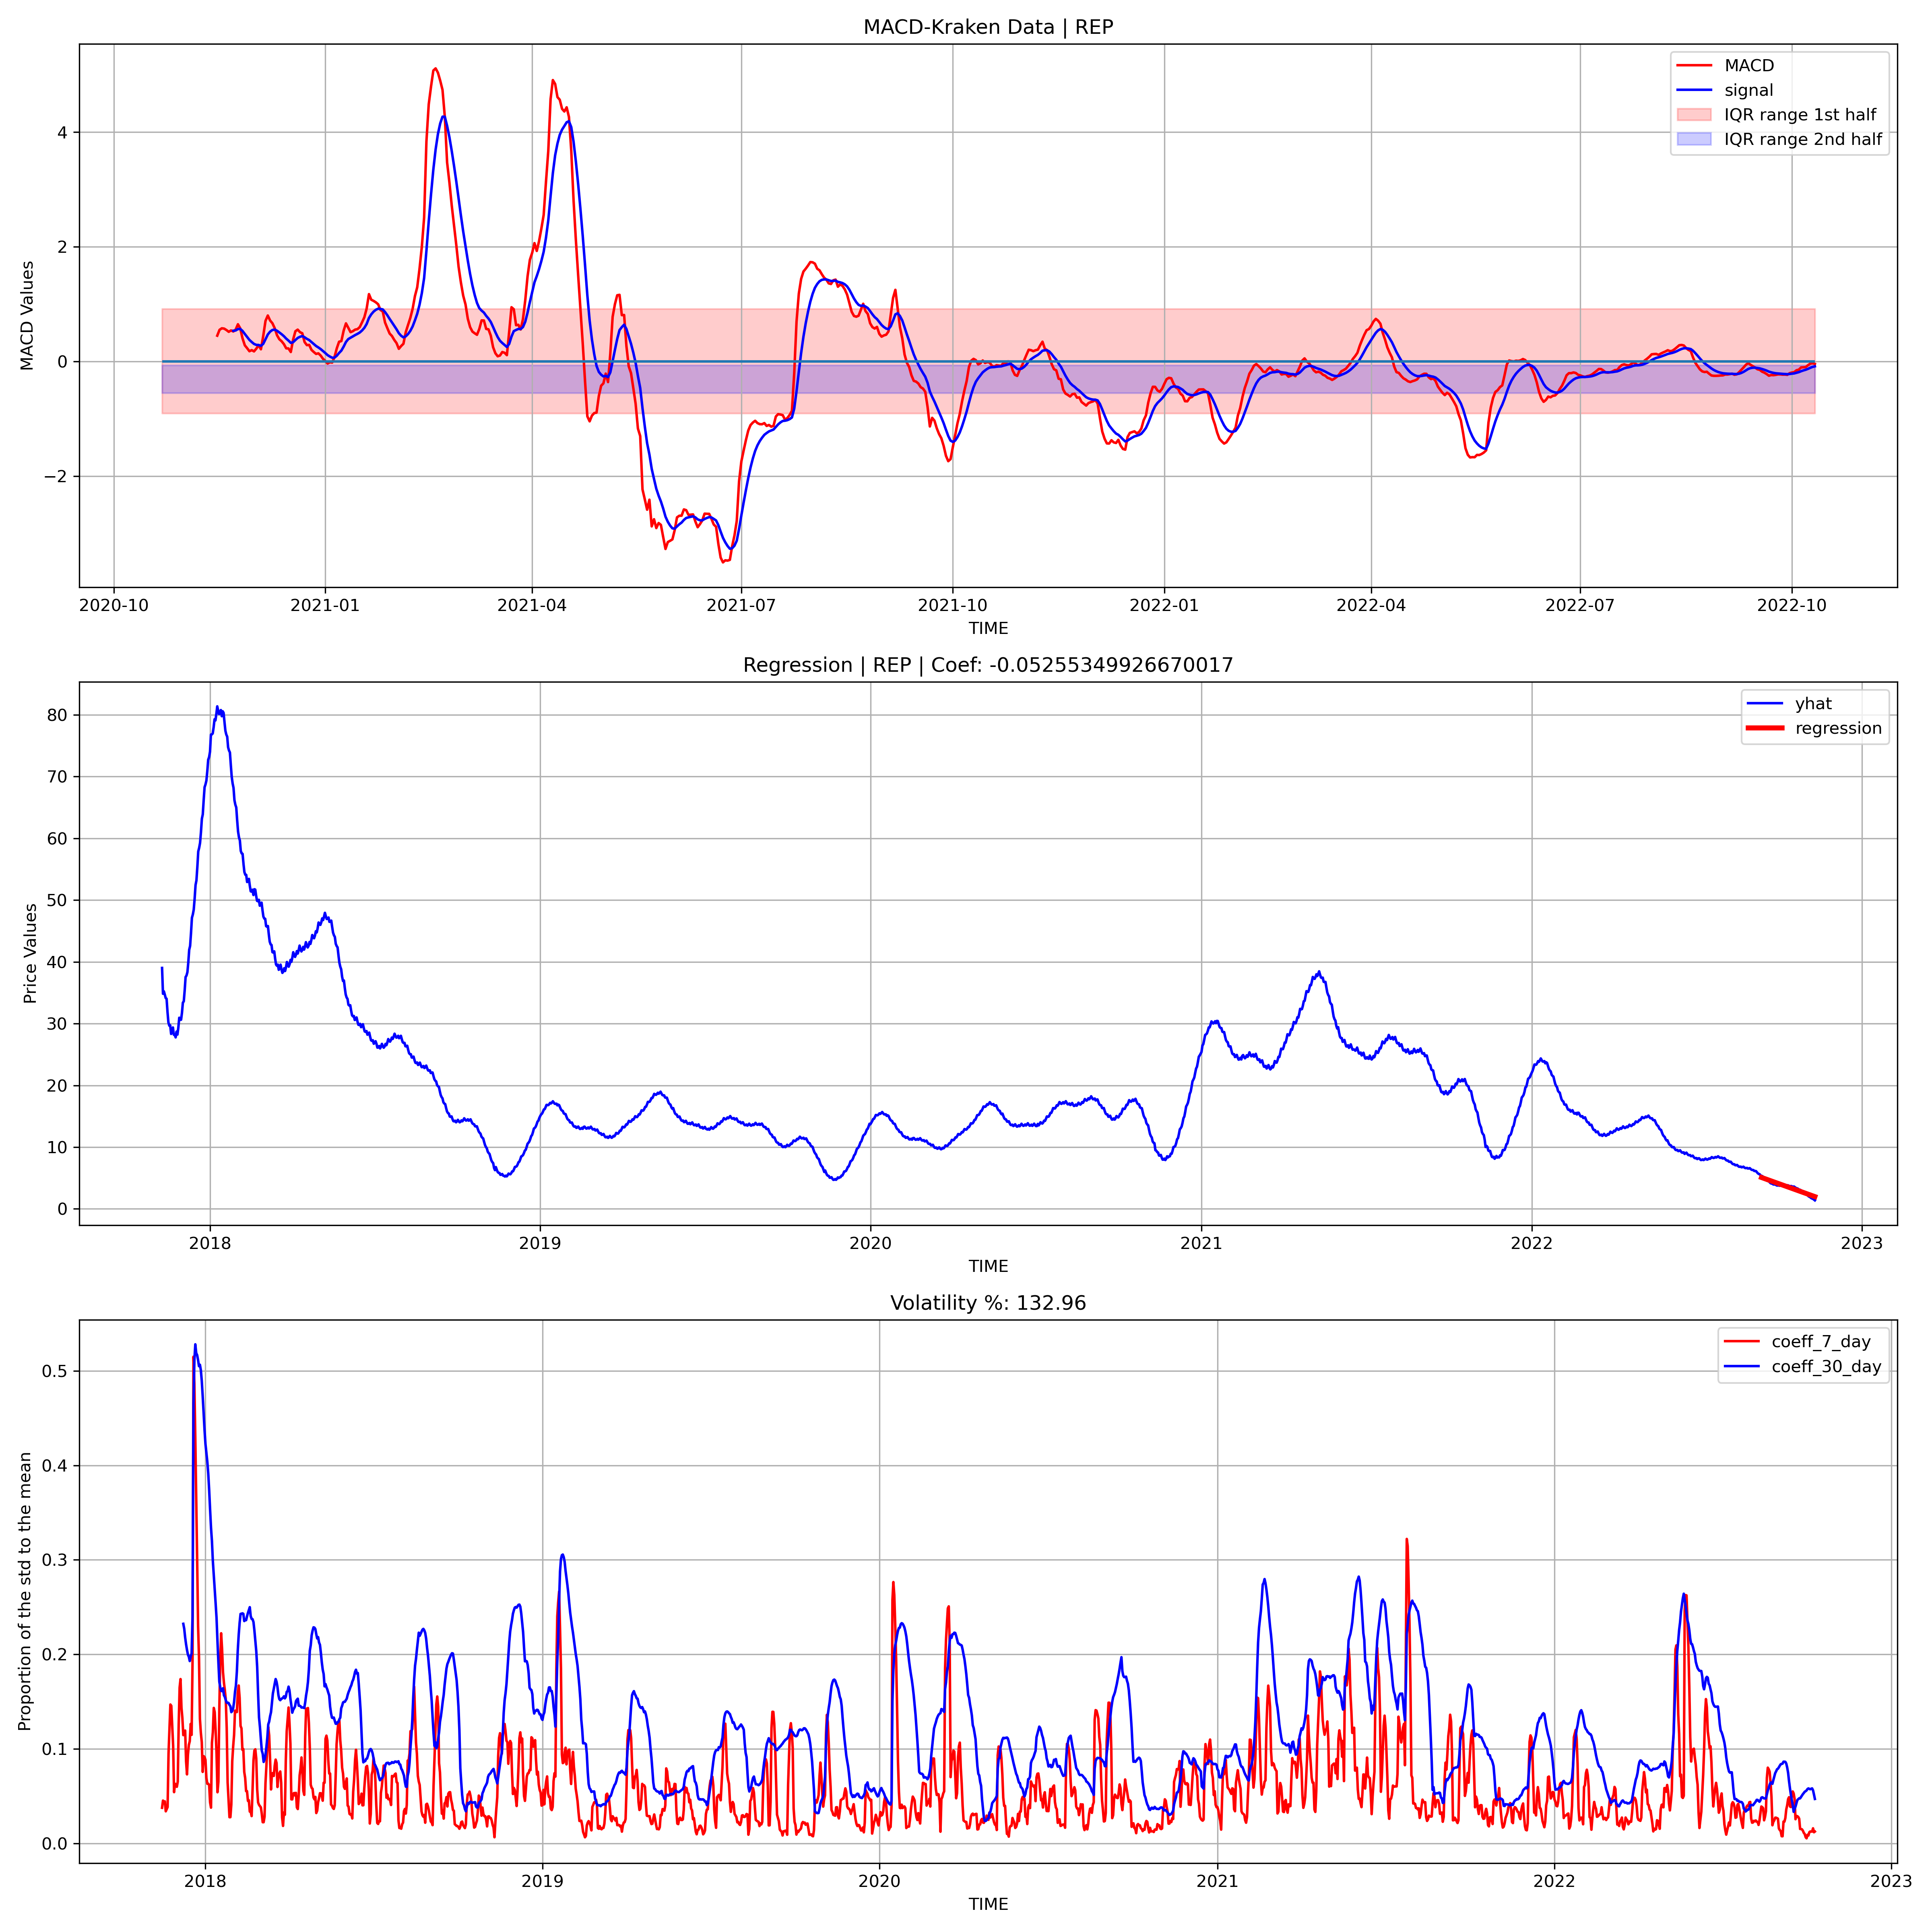 MACD-Kraken Data | REP
MACD
signal
IQR range 1st half
IQR range 2nd half
MACD Values
4
2
0
−2
2020-10 2021-01 2021-04 2021-07 2021-10 2022-01 2022-04 2022-07 2022-10
TIME
Regression | REP | Coef: -0.05255349926670017
yhat
regression
Price Values
80
70
60
50
40
30
20
10
0
2018 2019 2020 2021 2022 2023
TIME
Volatility %: 132.96
coeff_7_day
coeff_30_day
Proportion of the std to the mean
0.5
0.4
0.3
0.2
0.1
0.0
2018 2019 2020 2021 2022 2023
TIME